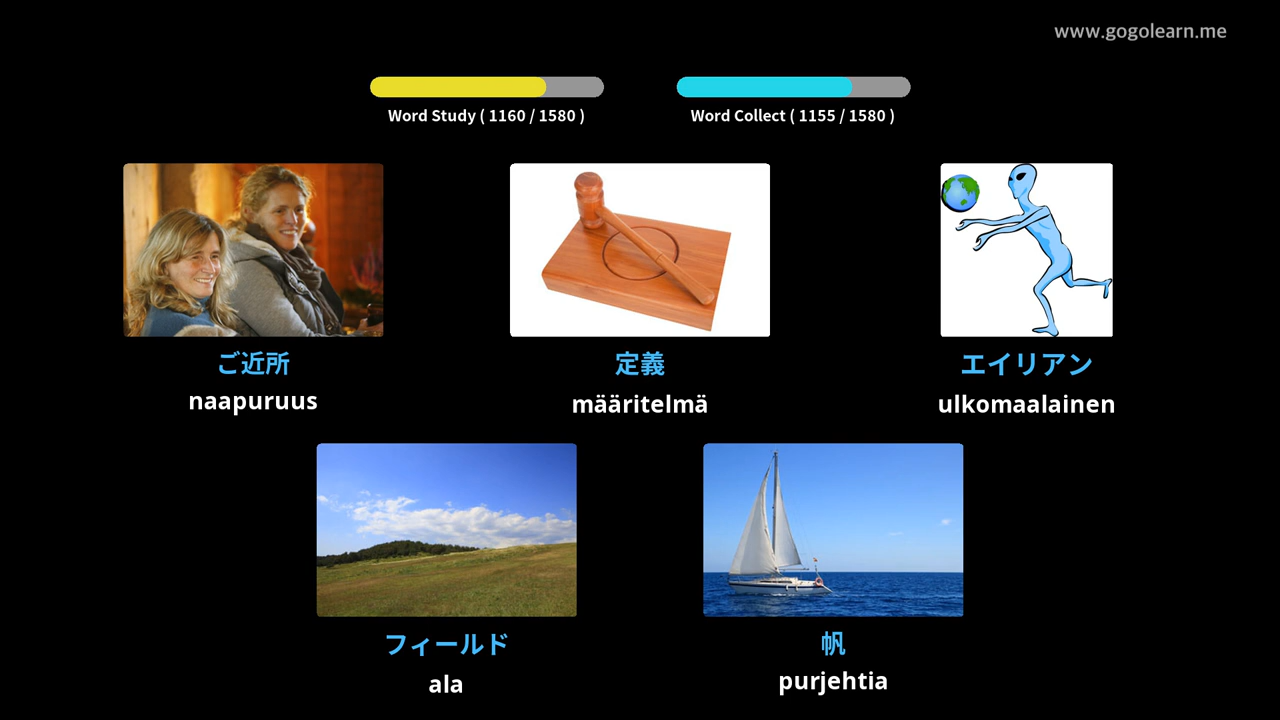 www.gogolearn.me
Word Study ( 1160 / 1580 )
Word Collect ( 1155 / 1580 )
ご近所
naapuruus
定義
määritelmä
エイリアン
ulkomaalainen
フィールド
ala
帆
purjehtia